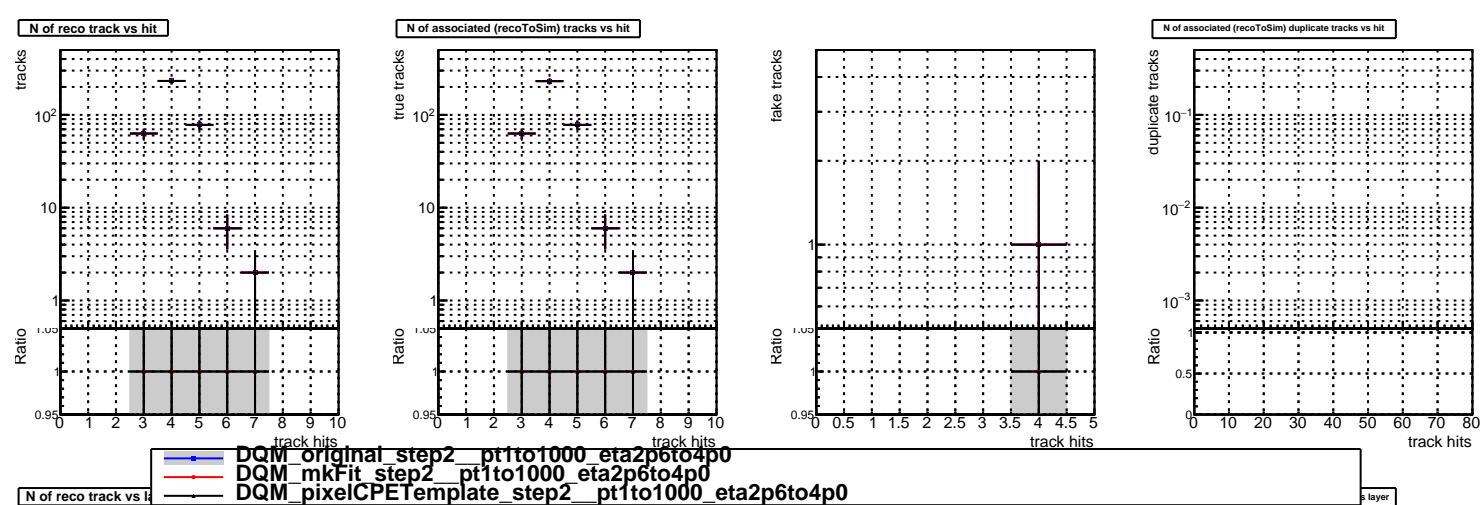 N of reco track vs hit
N of associated (recoToSim) tracks vs hit
N of associated (recoToSim) duplicate tracks vs hit
tracks
10²
10
1
Ratio
1.05
1
0.95
0 1 2 3 4 5 6 7 8 9 10
track hits
true tracks
10²
10
1
Ratio
1.05
1
0.95
0 1 2 3 4 5 6 7 8 9 10
track hits
fake tracks
1
Ratio
1.05
1
0.95
0 0.5 1 1.5 2 2.5 3 3.5 4 4.5 5
track hits
duplicate tracks
10⁻¹
10⁻²
10⁻³
Ratio
1
0.5
0
0 10 20 30 40 50 60 70 80
track hits
DQM_original_step2__pt1to1000_eta2p6to4p0
DQM_mkFit_step2__pt1to1000_eta2p6to4p0
DQM_pixelCPETemplate_step2__pt1to1000_eta2p6to4p0
N of reco track vs
s layer